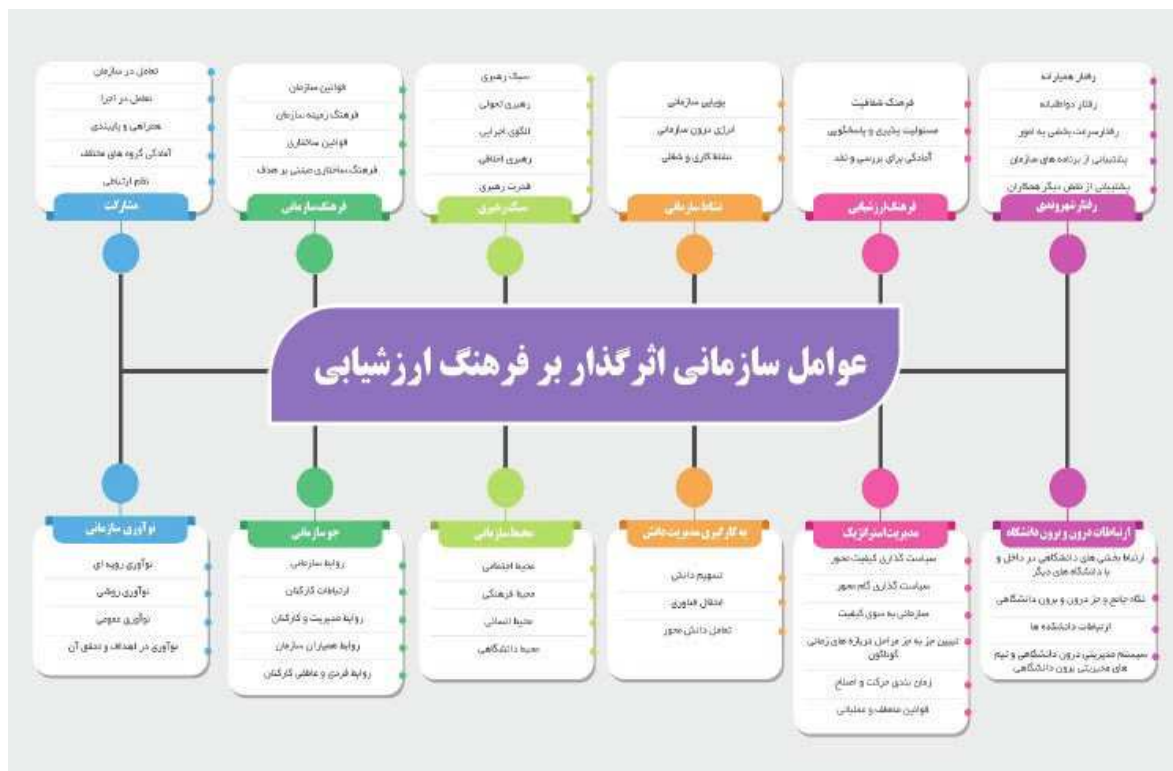 رفتار همیارانه
رفتار دواطلبانه
رفتار سرعت بخشی به امور
پشتیبانی از برنامه های سازمان
پشتیبانی از نقش دیگر همکاران
رفتار شهروندی
فرهنگ شفافیت
مسئولیت پذیری و پاسخگویی
آمادگی برای بررسی و نقد
فرهنگ ارزشیابی
پویایی سازمانی
انرژی درون سازمانی
نشاط کاری و شغلی
نشاط سازمانی
سبک رهبری
رهبری تحولی
الگوی اجرایی
رهبری اخلاقی
قدرت رهبری
سبک رهبری
قوانین سازمان
فرهنگ زمینه سازمان
قوانین ساختاری
فرهنگ ساختاری مبتنی بر هدف
فرهنگ سازمانی
تعامل در سازمان
تعامل در اجرا
همراهی و پایبندی
آمادگی گروه های مختلف
نظم ارتباطی
مشارکت
عوامل سازمانی اثرگذار بر فرهنگ ارزشیابی
ارتباطات درون و برون دانشگاه
ارتباط بخشی های دانشگاهی در داخل و
با دانشگاه های دیگر
نگاه جامع و جز درون و برون دانشگاهی
ارتباطات دانشکده ها
سیستم مدیریتی درون دانشگاهی و تیم
های مدیریتی برون دانشگاهی
مدیریت استراتژیک
سیاست گذاری کیفیت محور
سیاست گذاری گام محور
سازمانی به سوی کیفیت
تبیین جز به جز مراحل درباره های زمانی
گوناگون
زمان بندی حرکت و اصلاح
قوانین منعطف و عملیاتی
به کارگیری مدیریت دانش
تسهیم دانش
انتقال فناوری
تعامل دانش محور
محیط سازمانی
محیط اجتماعی
محیط فرهنگی
محیط انسانی
محیط دانشگاهی
جو سازمانی
روابط سازمانی
ارتباطات کارکنان
روابط مدیریت و کارکنان
روابط همیاران سازمان
روابط فردی و عاطفی کارکنان
نوآوری سازمانی
نوآوری رویه ای
نوآوری روشی
نوآوری عمومی
نوآوری در اهداف و تحقق آن